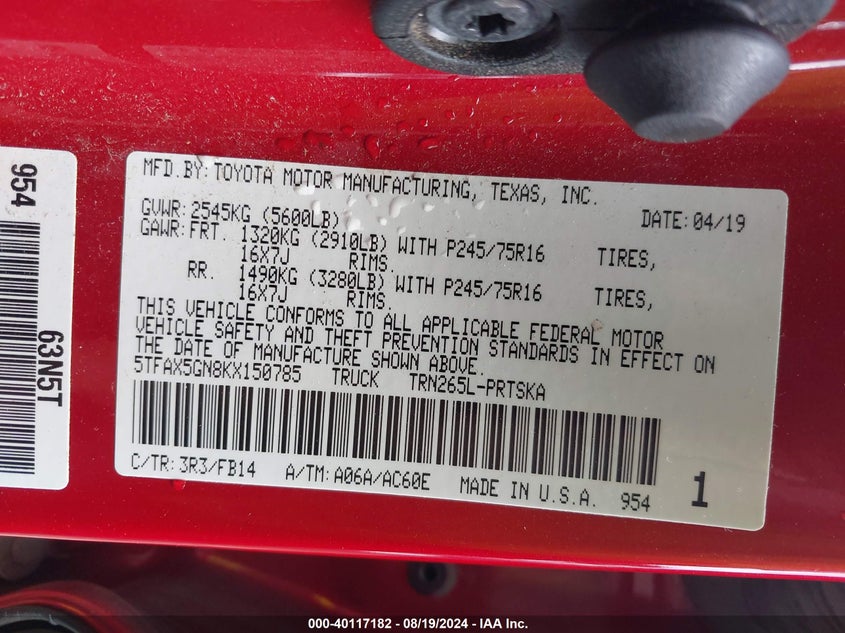 954
63N5T
MFD.BY:TOYOTA MOTOR MANUFACTURING, TEXAS, INC.
GVWR:2545KG (5600LB) DATE:04/19
GAWR:FRT. 1320KG (2910LB) WITH P245/75R16 TIRES,
16X7J RIMS.
RR. 1490KG (3280LB) WITH P245/75R16 TIRES,
16X7J RIMS.
THIS VEHICLE CONFORMS TO ALL APPLICABLE FEDERAL MOTOR
VEHICLE SAFETY AND THEFT PREVENTION STANDARDS IN EFFECT ON
THE DATE OF MANUFACTURE SHOWN ABOVE.
5TFAX5GN8KX150785 TRUCK TRN265L-PRTSKA
C/TR:3R3/FB14 A/TM:A06A/AC60E MADE IN U.S.A. 954 1
000-40117182 - 08/19/2024 - IAA Inc.